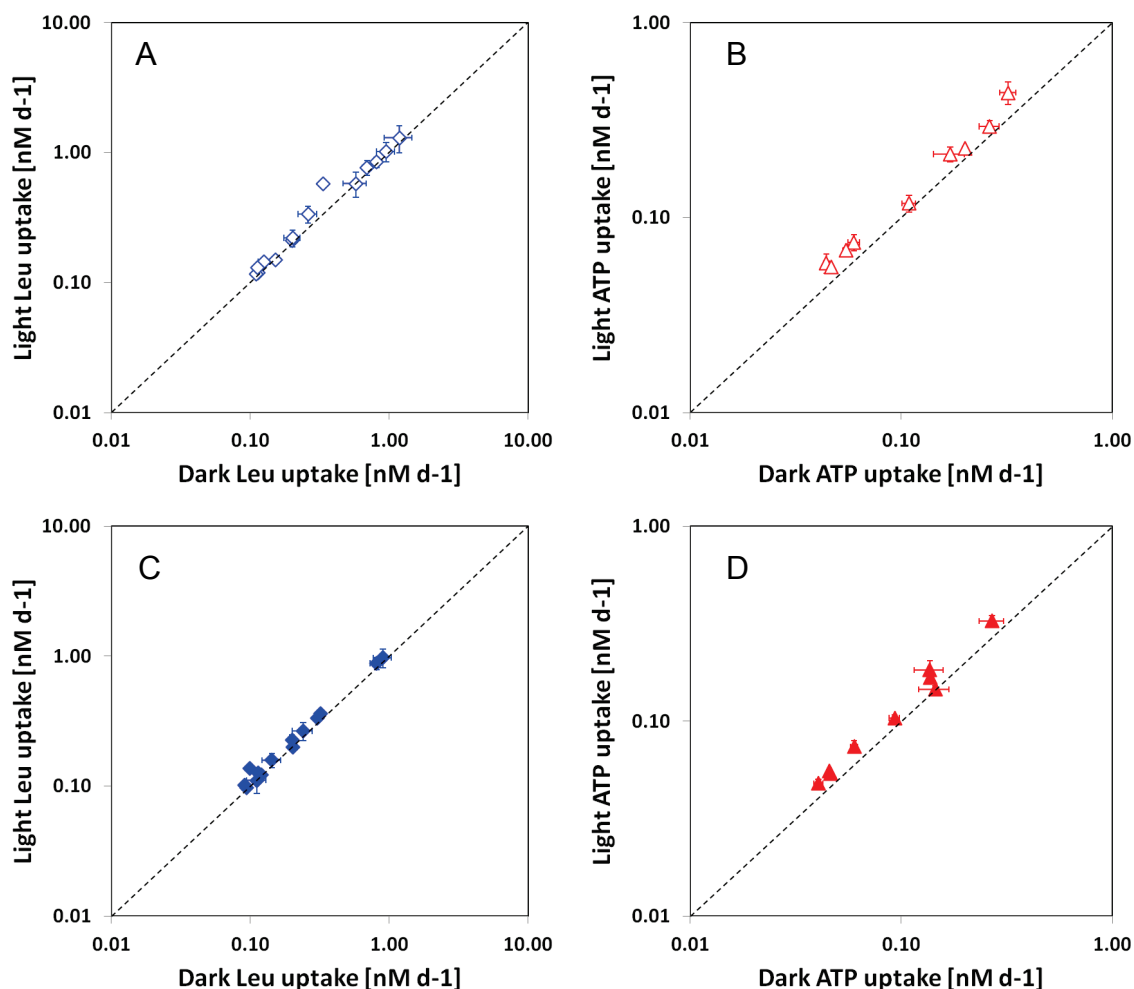 A
10.00
1.00
0.10
0.01
Light Leu uptake [nM d-1]
0.01 0.10 1.00 10.00
Dark Leu uptake [nM d-1]
B
1.00
0.10
0.01
Light ATP uptake [nM d-1]
0.01 0.10 1.00
Dark ATP uptake [nM d-1]
C
10.00
1.00
0.10
0.01
Light Leu uptake [nM d-1]
0.01 0.10 1.00 10.00
Dark Leu uptake [nM d-1]
D
1.00
0.10
0.01
Light ATP uptake [nM d-1]
0.01 0.10 1.00
Dark ATP uptake [nM d-1]